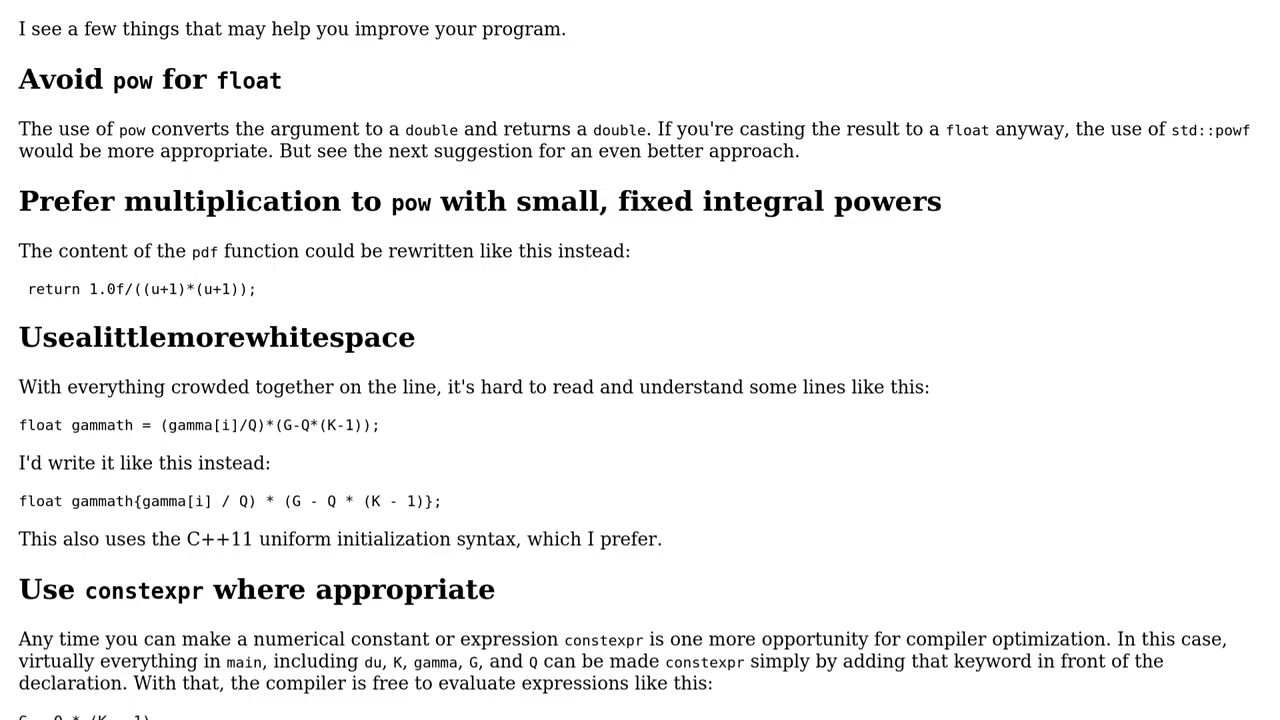 I see a few things that may help you improve your program.
Avoid pow for float
The use of pow converts the argument to a double and returns a double. If you're casting the result to a float anyway, the use of std::powf
would be more appropriate. But see the next suggestion for an even better approach.
Prefer multiplication to pow with small, fixed integral powers
The content of the pdf function could be rewritten like this instead:
return 1.0f/((u+1)*(u+1));
Usealittlemorewhitespace
With everything crowded together on the line, it's hard to read and understand some lines like this:
float gammath = (gamma[i]/Q)*(G-Q*(K-1));
I'd write it like this instead:
float gammath{gamma[i] / Q) * (G - Q * (K - 1)};
This also uses the C++11 uniform initialization syntax, which I prefer.
Use constexpr where appropriate
Any time you can make a numerical constant or expression constexpr is one more opportunity for compiler optimization. In this case,
virtually everything in main, including du, K, gamma, G, and Q can be made constexpr simply by adding that keyword in front of the
declaration. With that, the compiler is free to evaluate expressions like this:
G - Q * (K - 1)